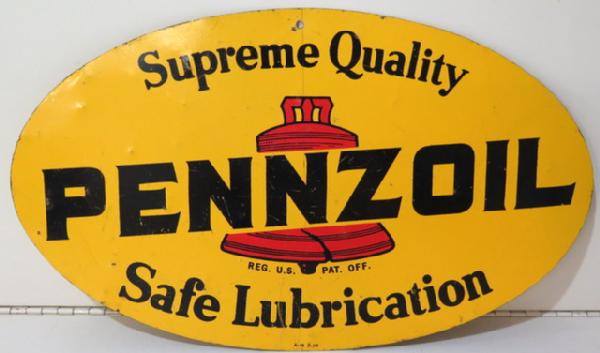 Supreme Quality
PENNZOIL
REG. U.S. PAT. OFF.
Safe Lubrication